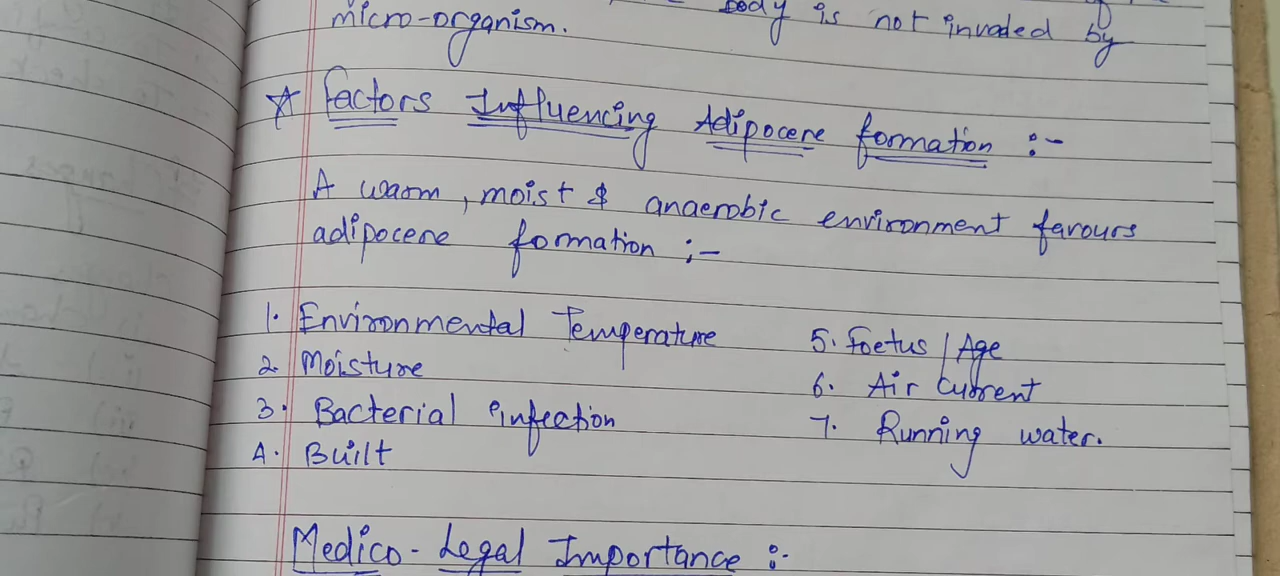 body is not invaded by
micro-organism.
☆ Factors Influencing Adipocere formation :-
A warm, moist & anaerobic environment favours
adipocere formation :-
1. Environmental Temperature
2. Moisture
3. Bacterial infection
4. Built
5. Foetus / Age
6. Air current
7. Running water.
Medico-Legal Importance :-